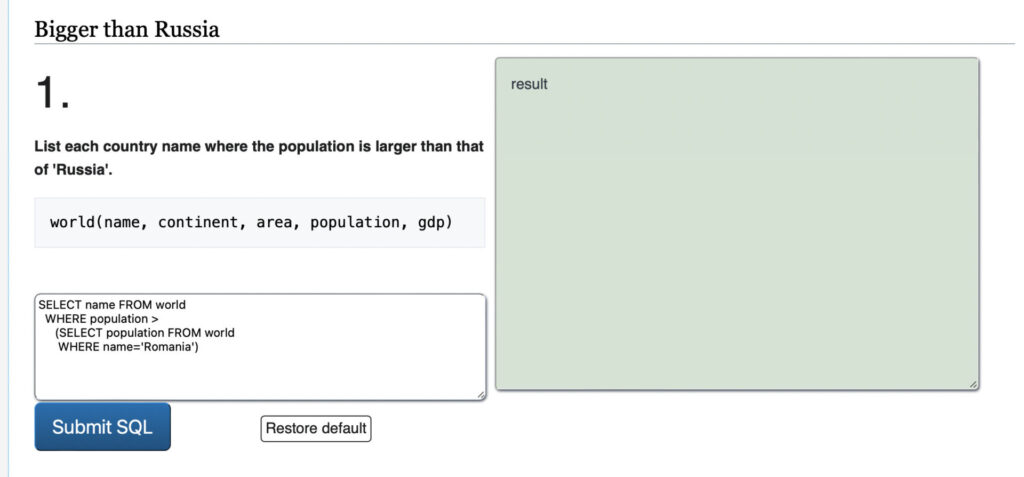 Bigger than Russia
1.
List each country name where the population is larger than that
of 'Russia'.
world(name, continent, area, population, gdp)
SELECT name FROM world
WHERE population >
(SELECT population FROM world
WHERE name='Romania')
Submit SQL
Restore default
result